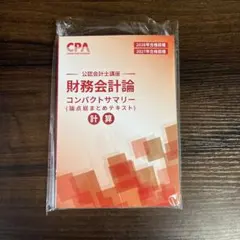 CPA
2026年合格目標
2027年合格目標
公認会計士講座
財務会計論
コンパクトサマリー
(論点総まとめテキスト)
計算